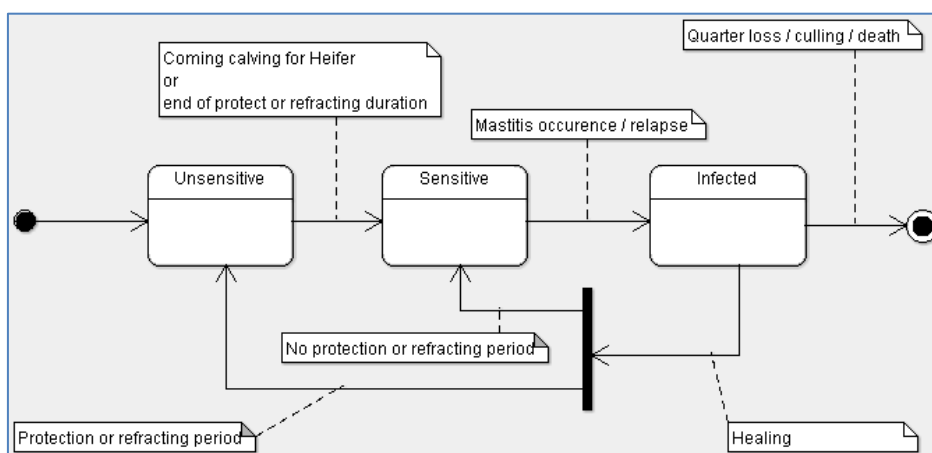 Quarter loss / culling / death
Coming calving for Heifer
or
end of protect or refracting duration
Mastitis occurence / relapse
Unsensitive
Sensitive
Infected
No protection or refracting period
Protection or refracting period
Healing